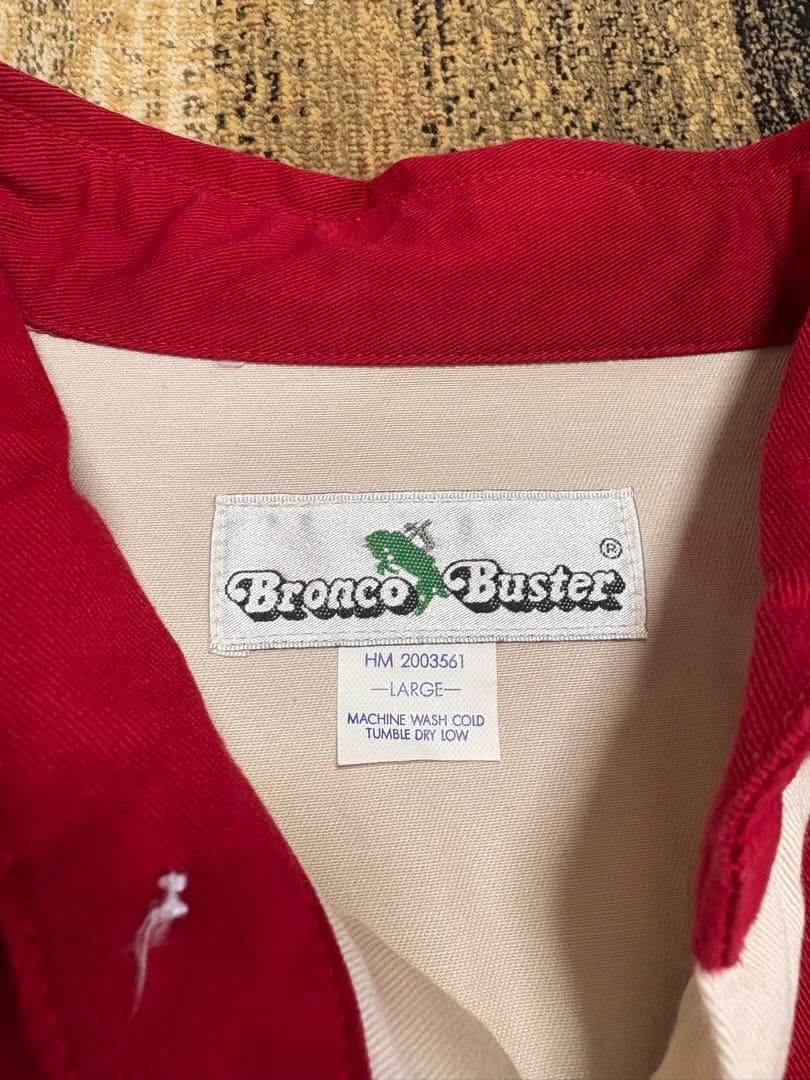 Bronco Buster ®
HM 2003561
—LARGE—
MACHINE WASH COLD
TUMBLE DRY LOW